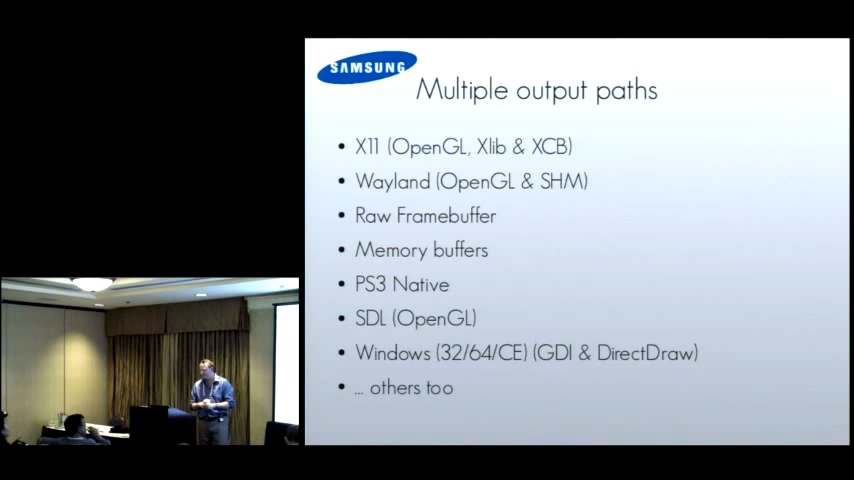 SAMSUNG
Multiple output paths
• X11 (OpenGL, Xlib & XCB)
• Wayland (OpenGL & SHM)
• Raw Framebuffer
• Memory buffers
• PS3 Native
• SDL (OpenGL)
• Windows (32/64/CE) (GDI & DirectDraw)
• ... others too